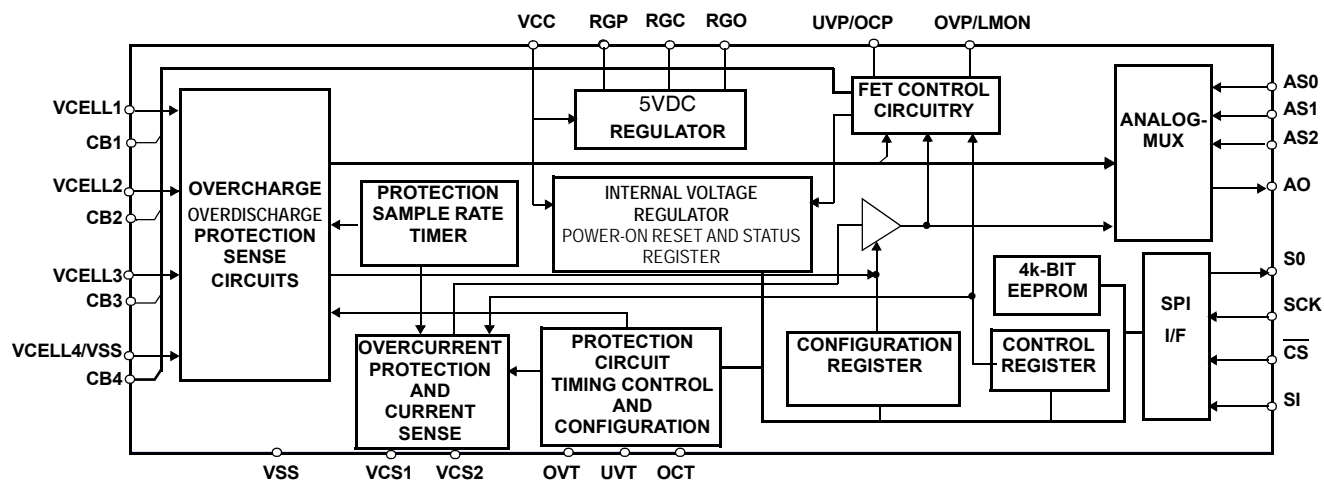 VCC
RGP
RGC
RGO
UVP/OCP
OVP/LMON
VCELL1
CB1
VCELL2
CB2
VCELL3
CB3
VCELL4/VSS
CB4
OVERCHARGE
OVERDISCHARGE
PROTECTION
SENSE
CIRCUITS
5VDC
REGULATOR
FET CONTROL
CIRCUITRY
ANALOG-
MUX
AS0
AS1
AS2
AO
PROTECTION
SAMPLE RATE
TIMER
INTERNAL VOLTAGE
REGULATOR
POWER-ON RESET AND STATUS
REGISTER
4k-BIT
EEPROM
SPI
I/F
S0
SCK
CS
SI
OVERCURRENT
PROTECTION
AND
CURRENT
SENSE
PROTECTION
CIRCUIT
TIMING CONTROL
AND
CONFIGURATION
CONFIGURATION
REGISTER
CONTROL
REGISTER
VSS
VCS1
VCS2
OVT
UVT
OCT